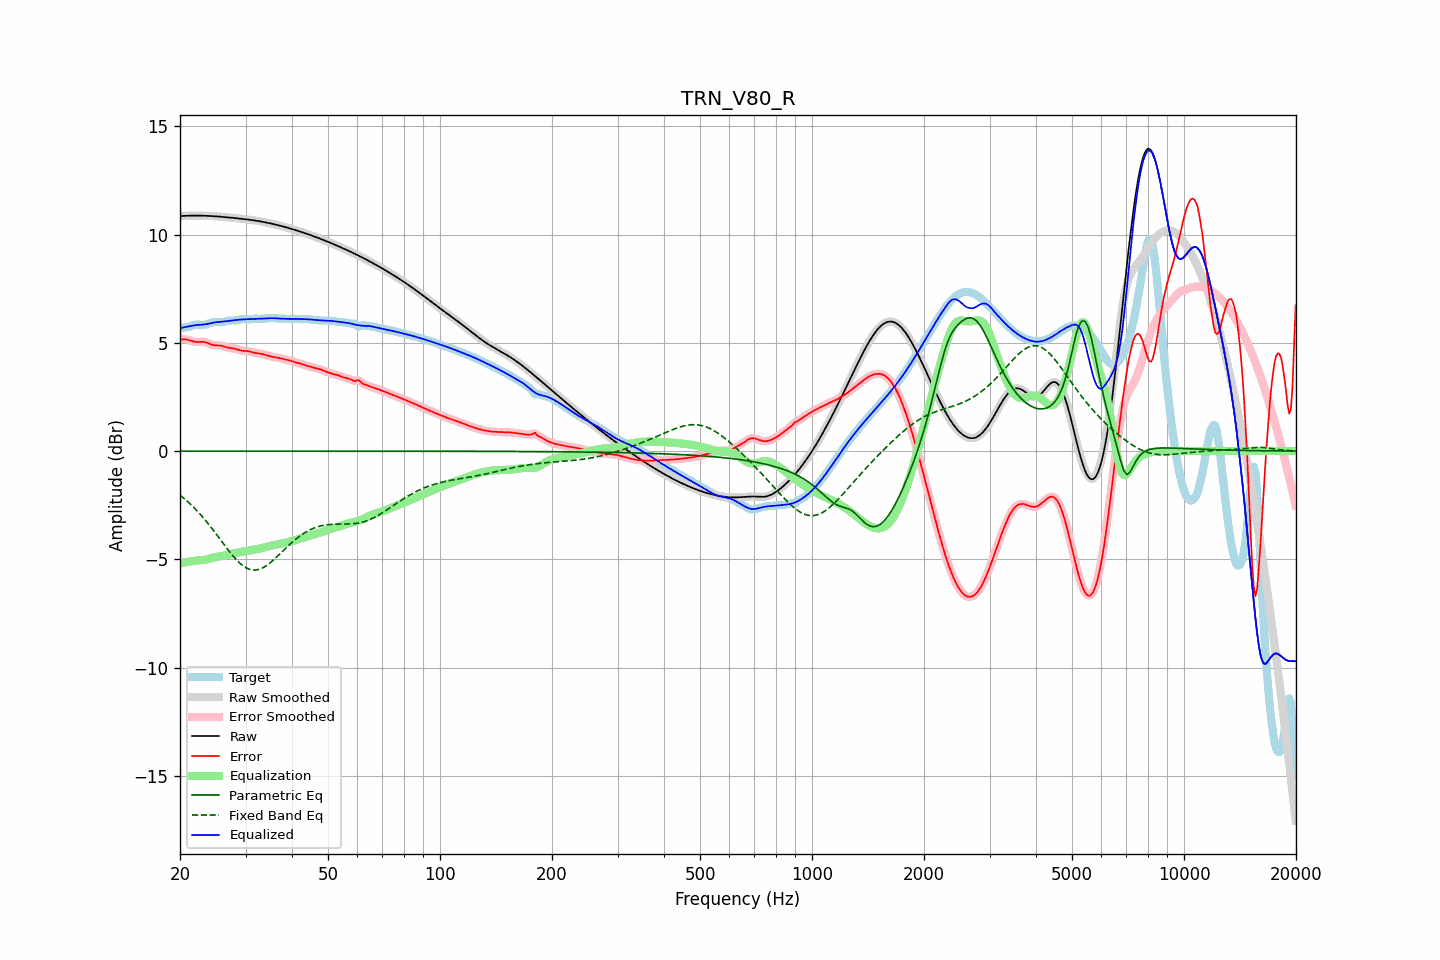 TRN_V80_R
Amplitude (dBr)
15
10
5
0
−5
−10
−15
Target
Raw Smoothed
Error Smoothed
Raw
Error
Equalization
Parametric Eq
Fixed Band Eq
Equalized
20 50 100 200 500 1000 2000 5000 10000 20000
Frequency (Hz)